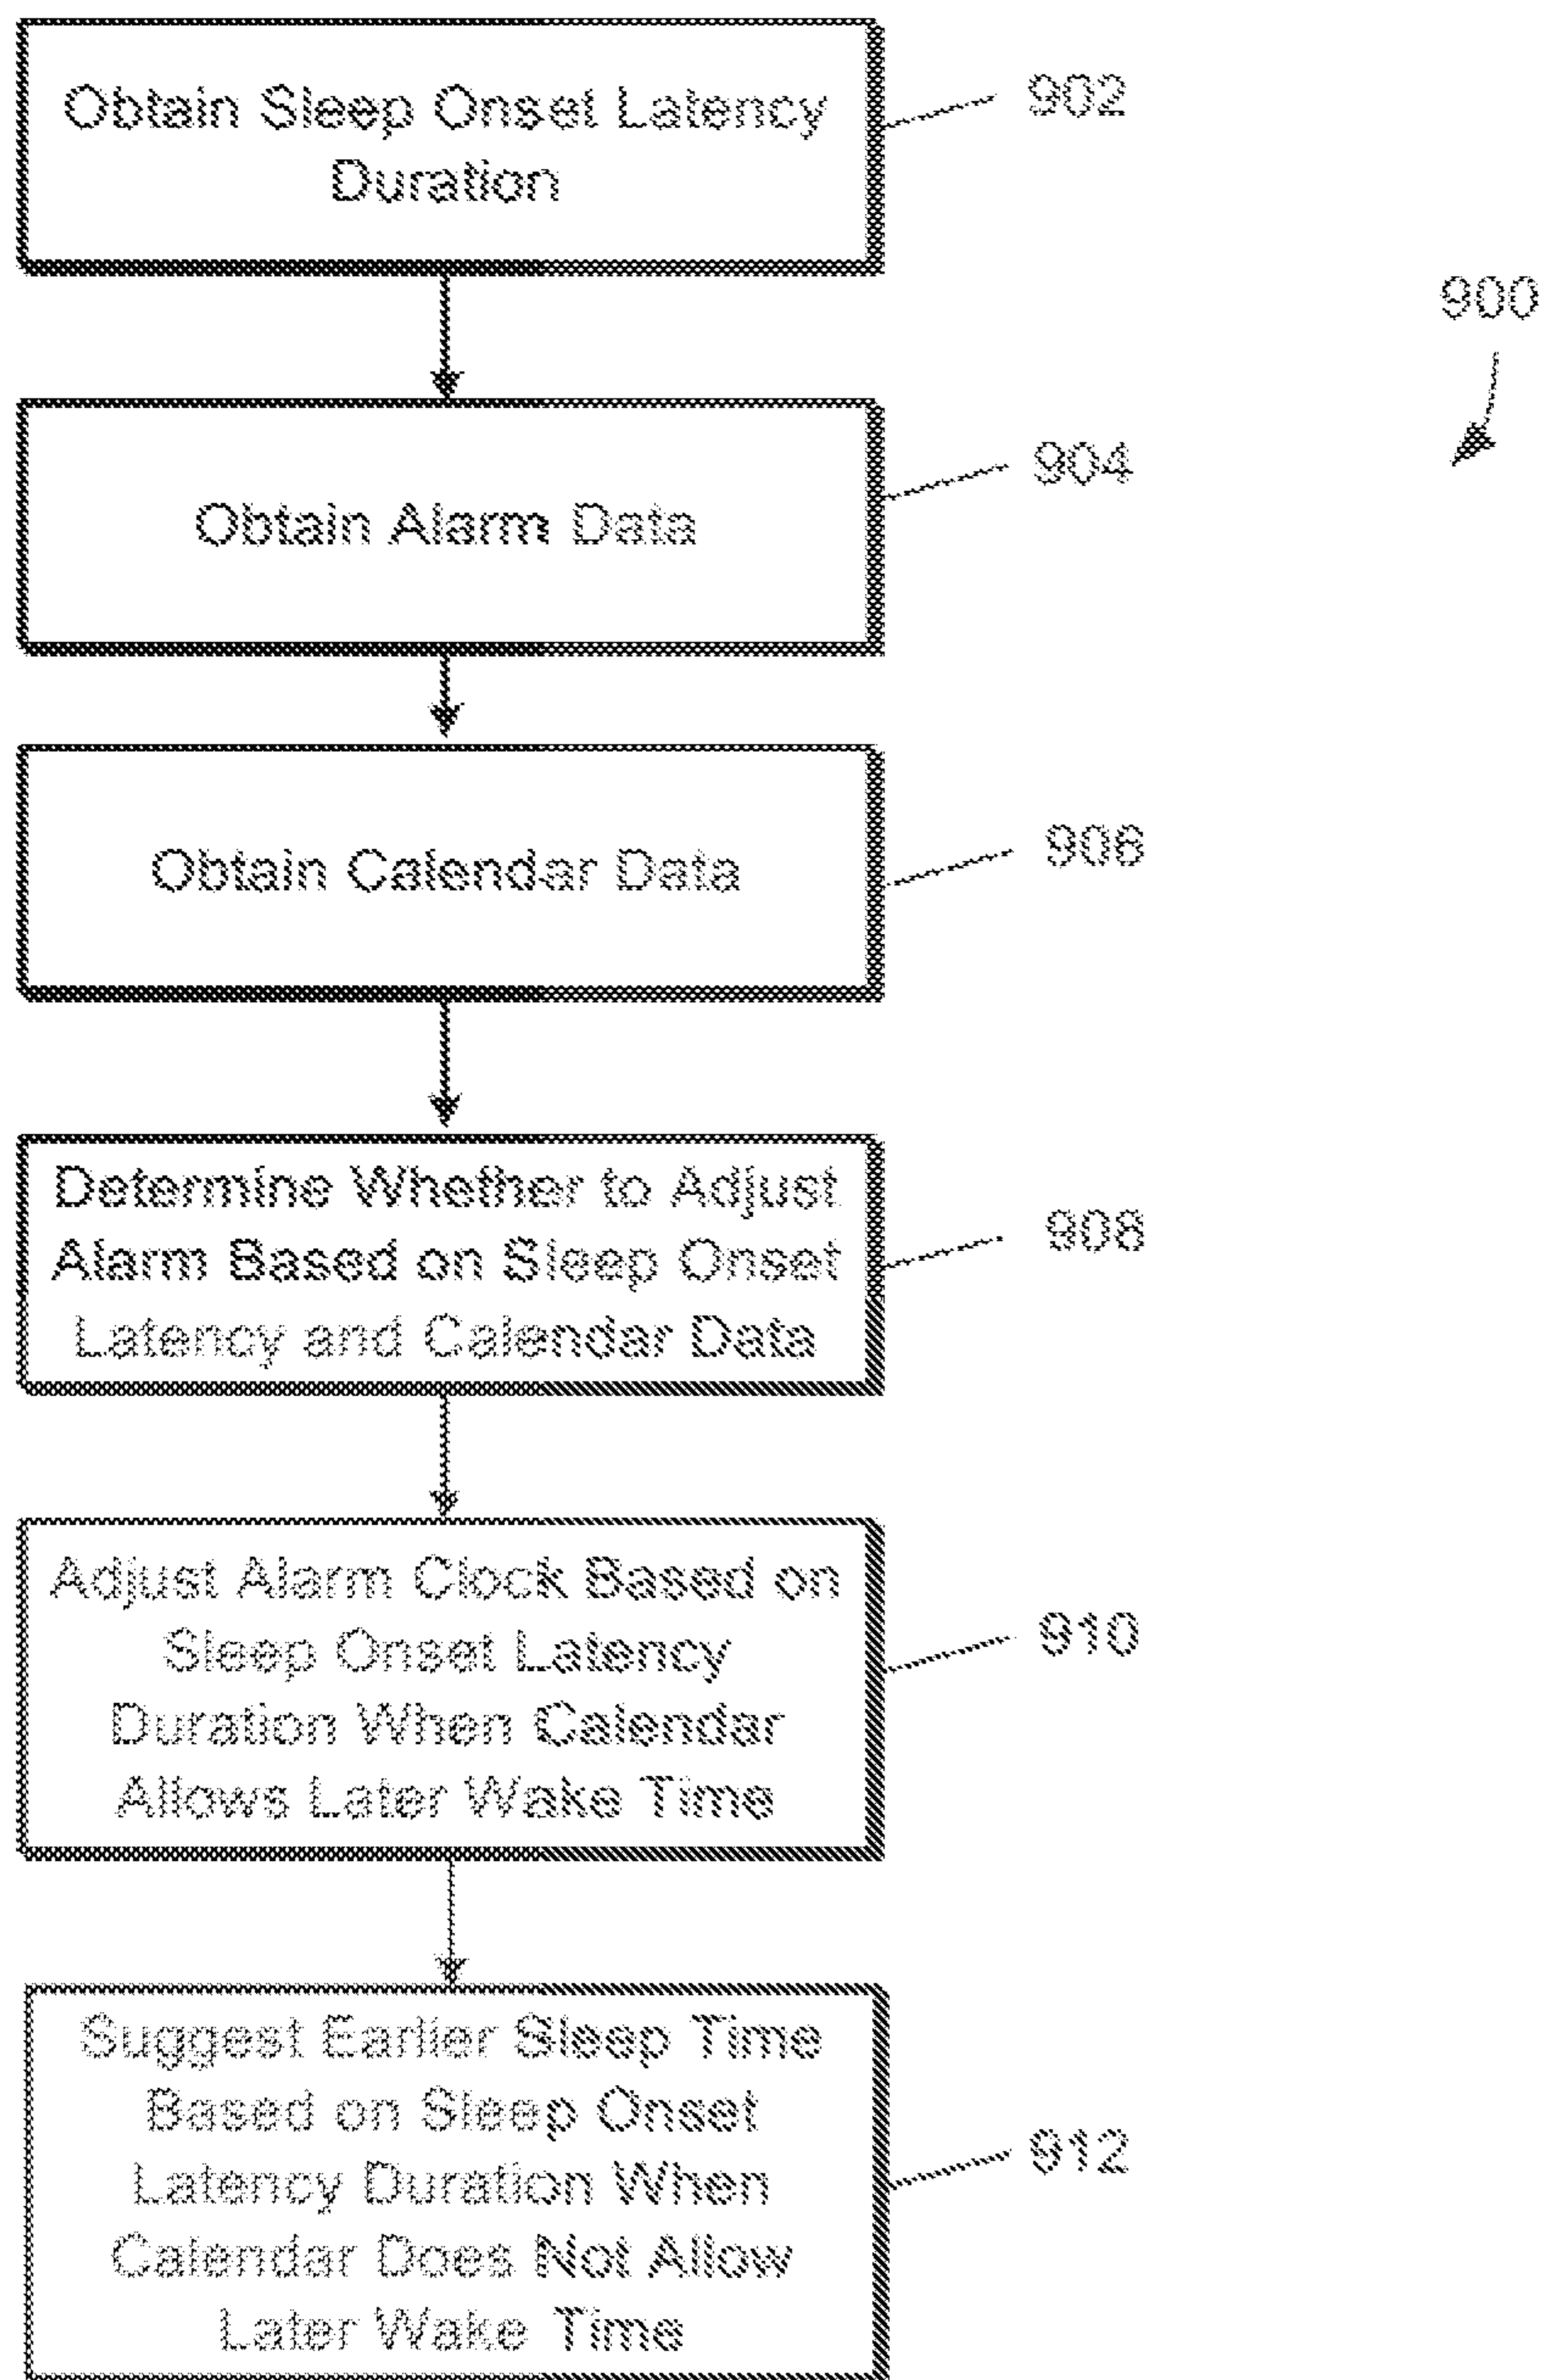 Obtain Sleep Onset Latency
Duration
902
900
Obtain Alarm Data
904
Obtain Calendar Data
906
Determine Whether to Adjust
Alarm Based on Sleep Onset
Latency and Calendar Data
908
Adjust Alarm Clock Based on
Sleep Onset Latency
Duration When Calendar
Allows Later Wake Time
910
Suggest Earlier Sleep Time
Based on Sleep Onset
Latency Duration When
Calendar Does Not Allow
Later Wake Time
912